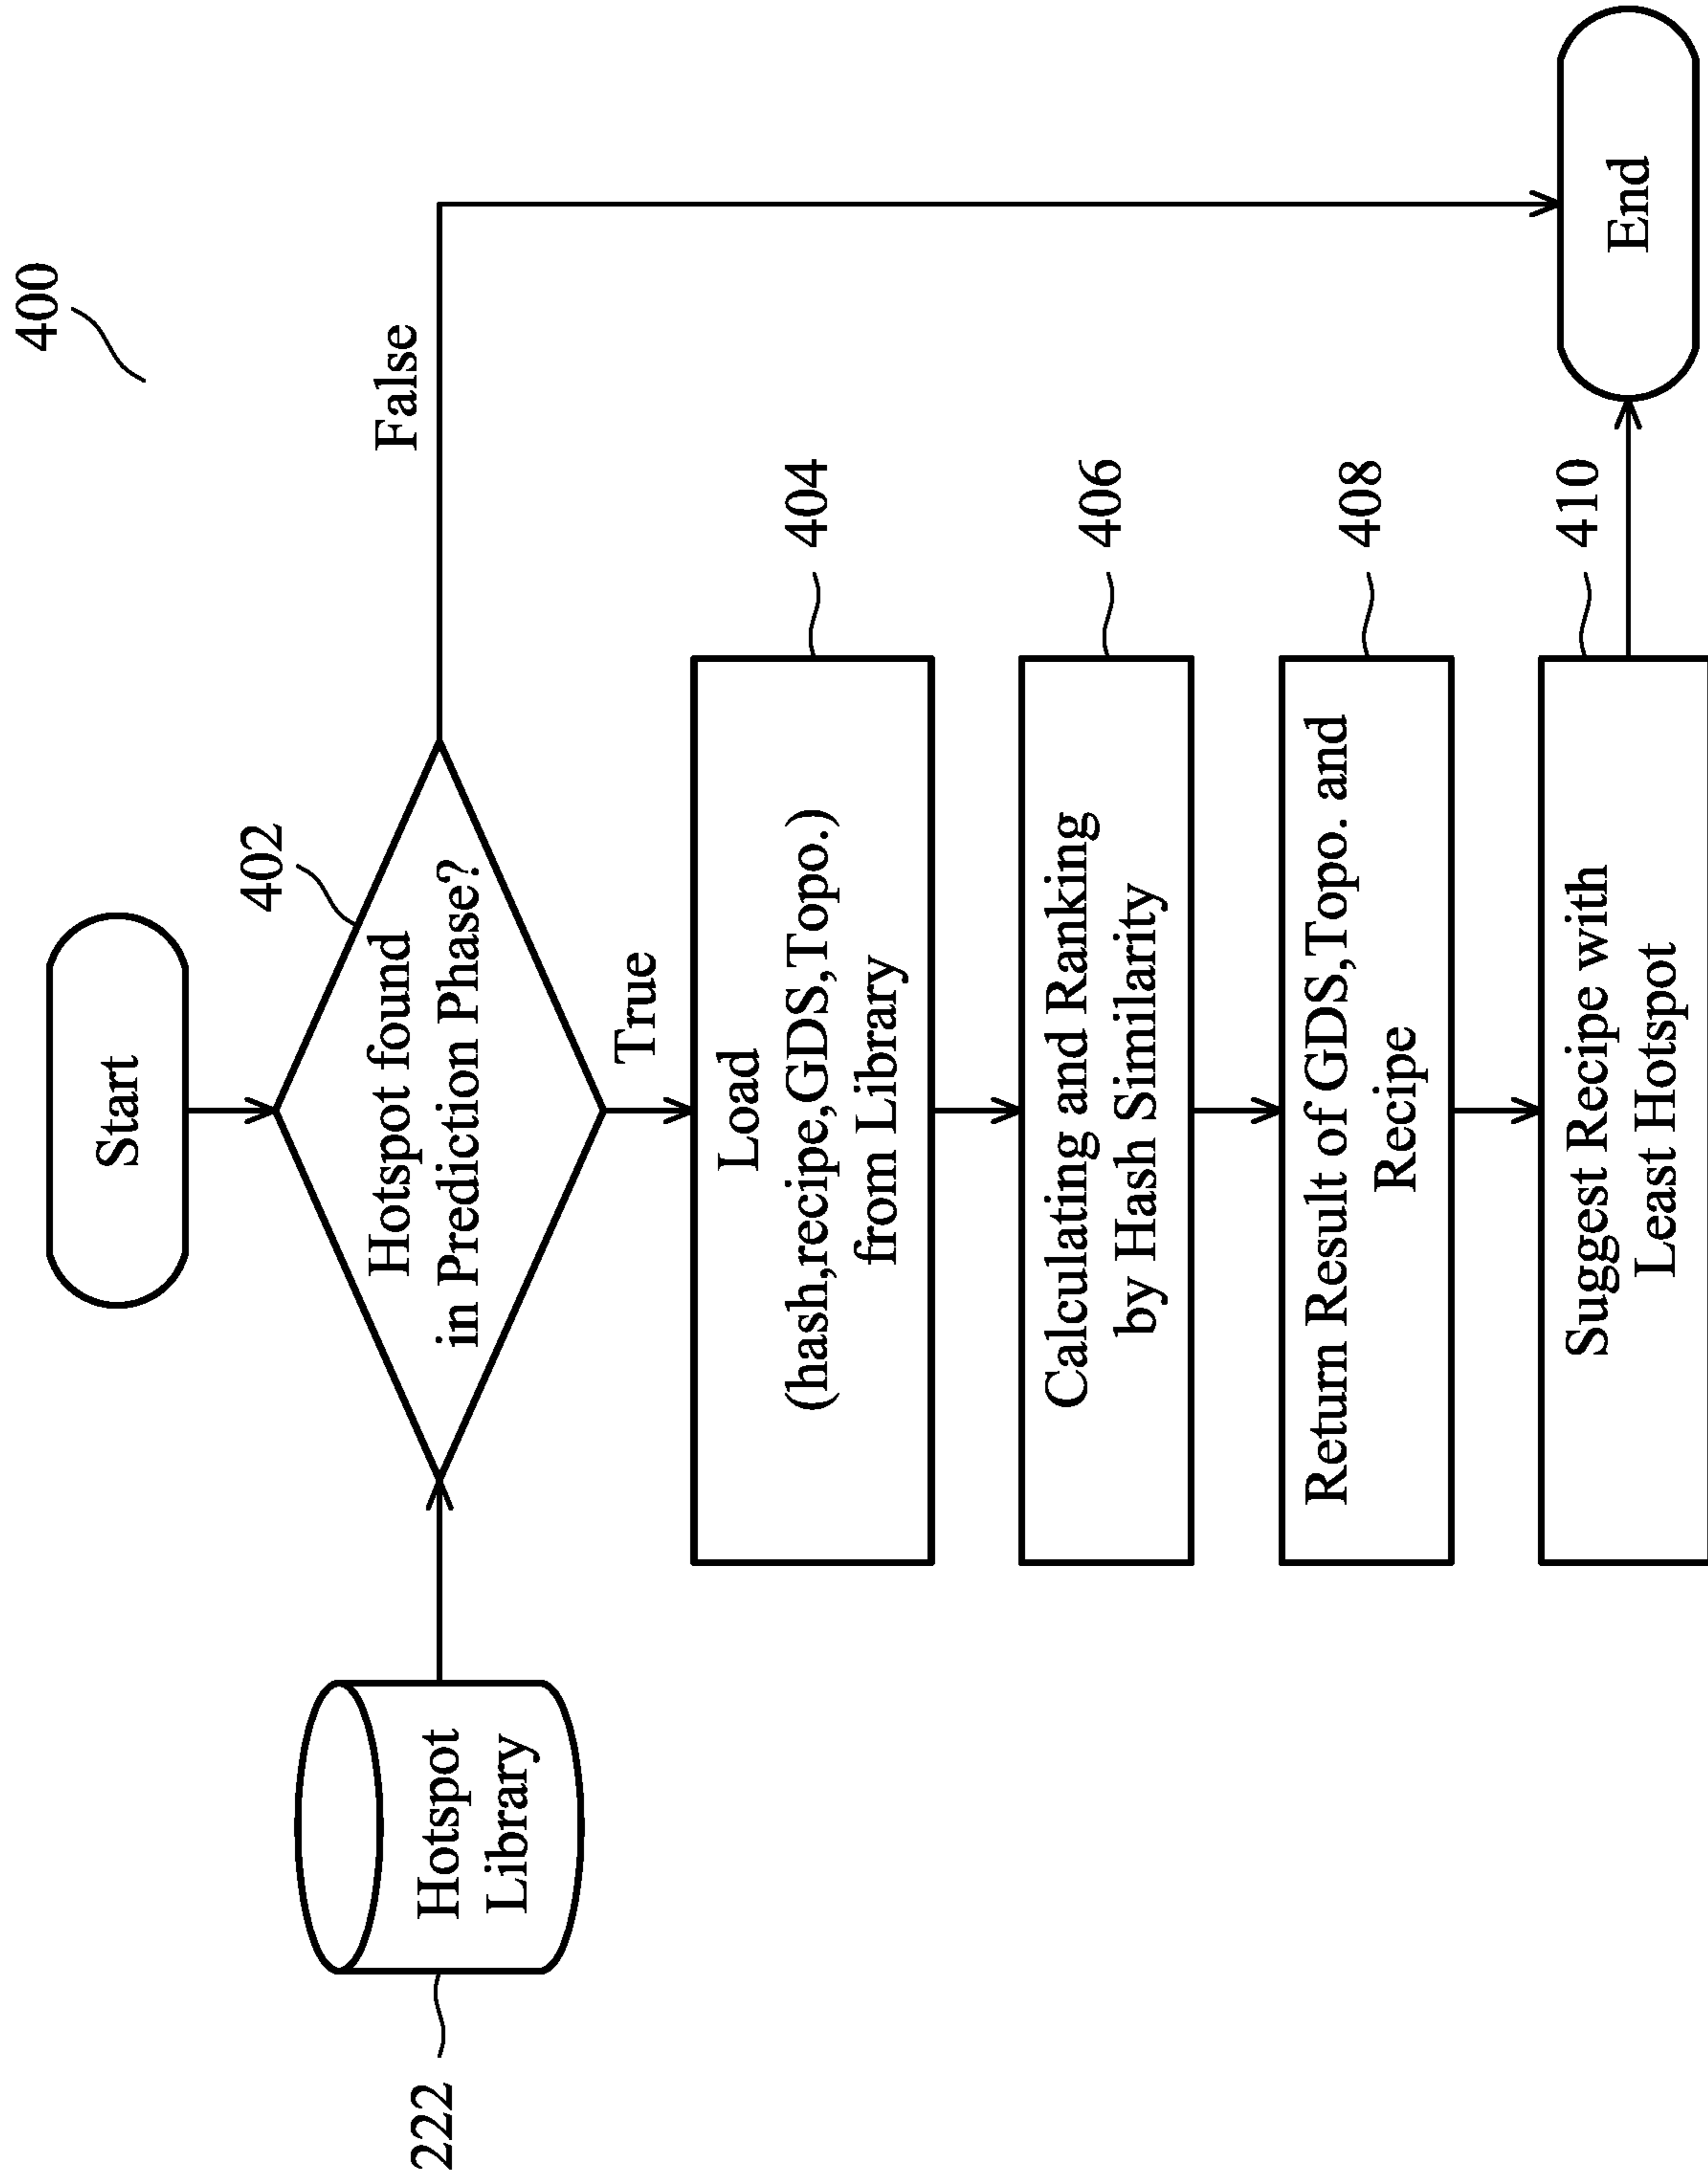 400
Start
402
Hotspot found
in Prediction Phase?
False
222
Hotspot
Library
True
Load
(hash,recipe,GDS,Topo.)
from Library
404
Calculating and Ranking
by Hash Similarity
406
Return Result of GDS,Topo. and
Recipe
408
Suggest Recipe with
Least Hotspot
410
End